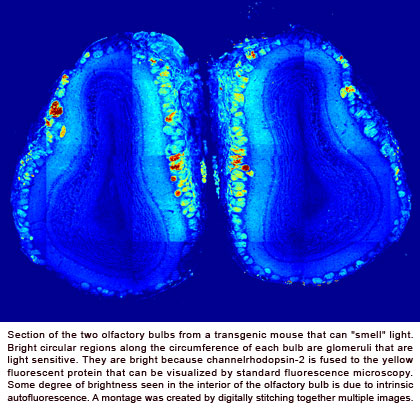 Section of the two olfactory bulbs from a transgenic mouse that can "smell" light.
Bright circular regions along the circumference of each bulb are glomeruli that are
light sensitive. They are bright because channelrhodopsin-2 is fused to the yellow
fluorescent protein that can be visualized by standard fluorescence microscopy.
Some degree of brightness seen in the interior of the olfactory bulb is due to intrinsic
autofluorescence. A montage was created by digitally stitching together multiple images.